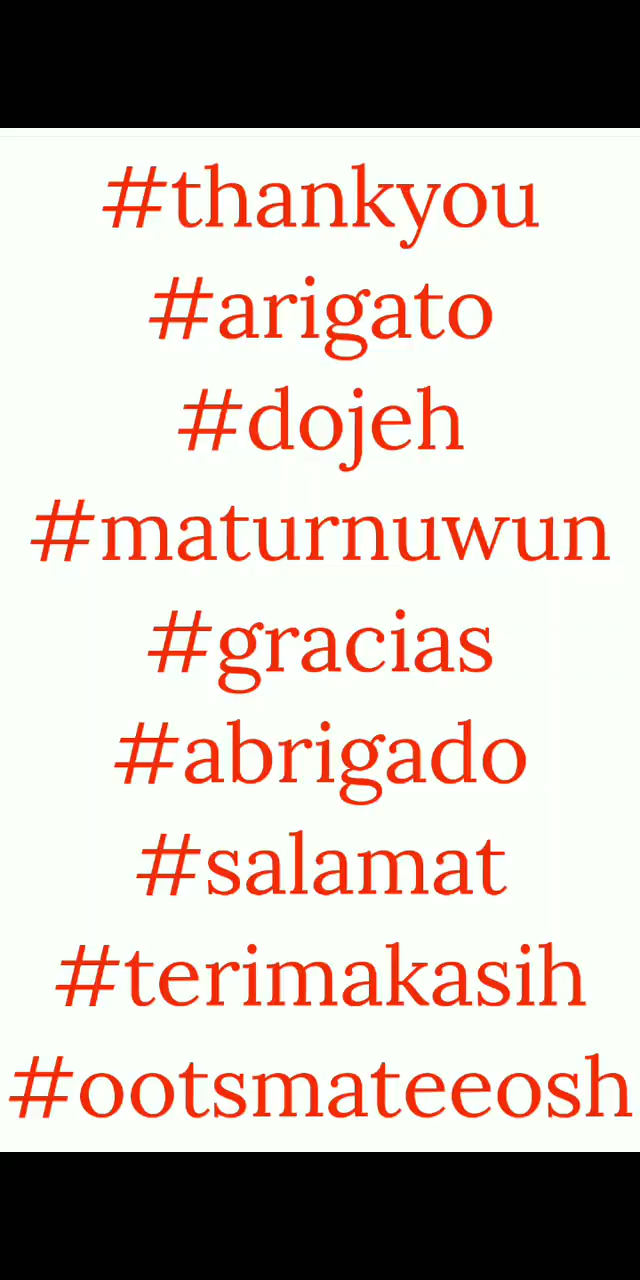 #thankyou
#arigato
#dojeh
#maturnuwun
#gracias
#abrigado
#salamat
#terimakasih
#ootsmateeosh